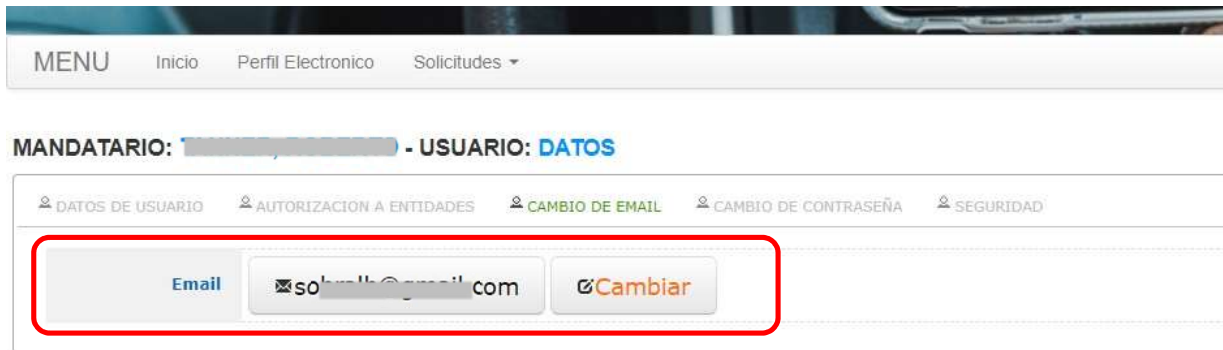 MENU Inicio Perfil Electronico Solicitudes
MANDATARIO: - USUARIO: DATOS
DATOS DE USUARIO AUTORIZACION A ENTIDADES CAMBIO DE EMAIL CAMBIO DE CONTRASEÑA SEGURIDAD
Email com Cambiar